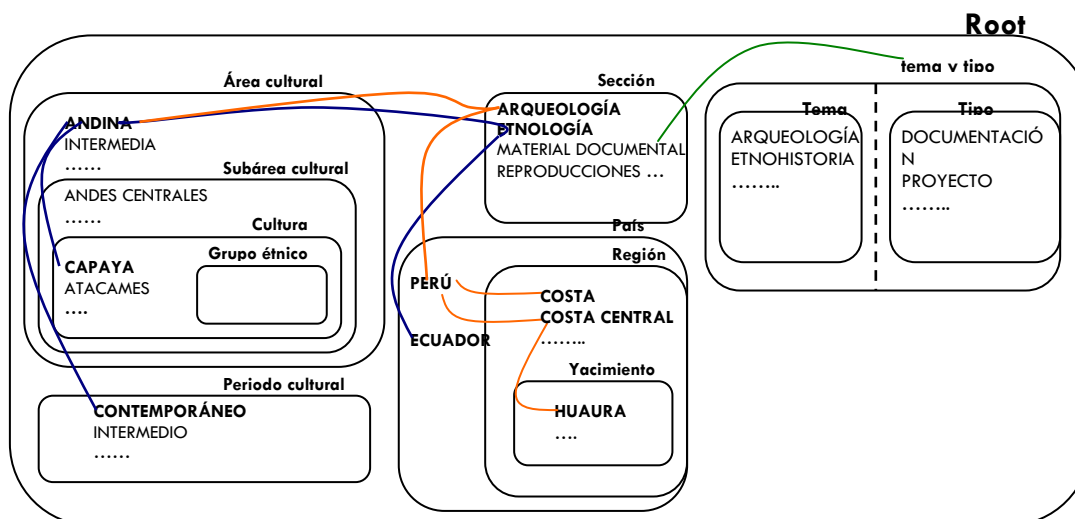 Root
Área cultural
ANDINA
INTERMEDIA
……
Subárea cultural
ANDES CENTRALES
……
Cultura
CAPAYA
ATACAMES
….
Grupo étnico
Periodo cultural
CONTEMPORÁNEO
INTERMEDIO
……
Sección
ARQUEOLOGÍA
ETNOLOGÍA
MATERIAL DOCUMENTAL
REPRODUCCIONES …
País
PERÚ
ECUADOR
Región
COSTA
COSTA CENTRAL
……..
Yacimiento
HUAURA
….
tema y tipo
Tema
ARQUEOLOGÍA
ETNOHISTORIA
……..
Tipo
DOCUMENTACIÓ
N
PROYECTO
……..